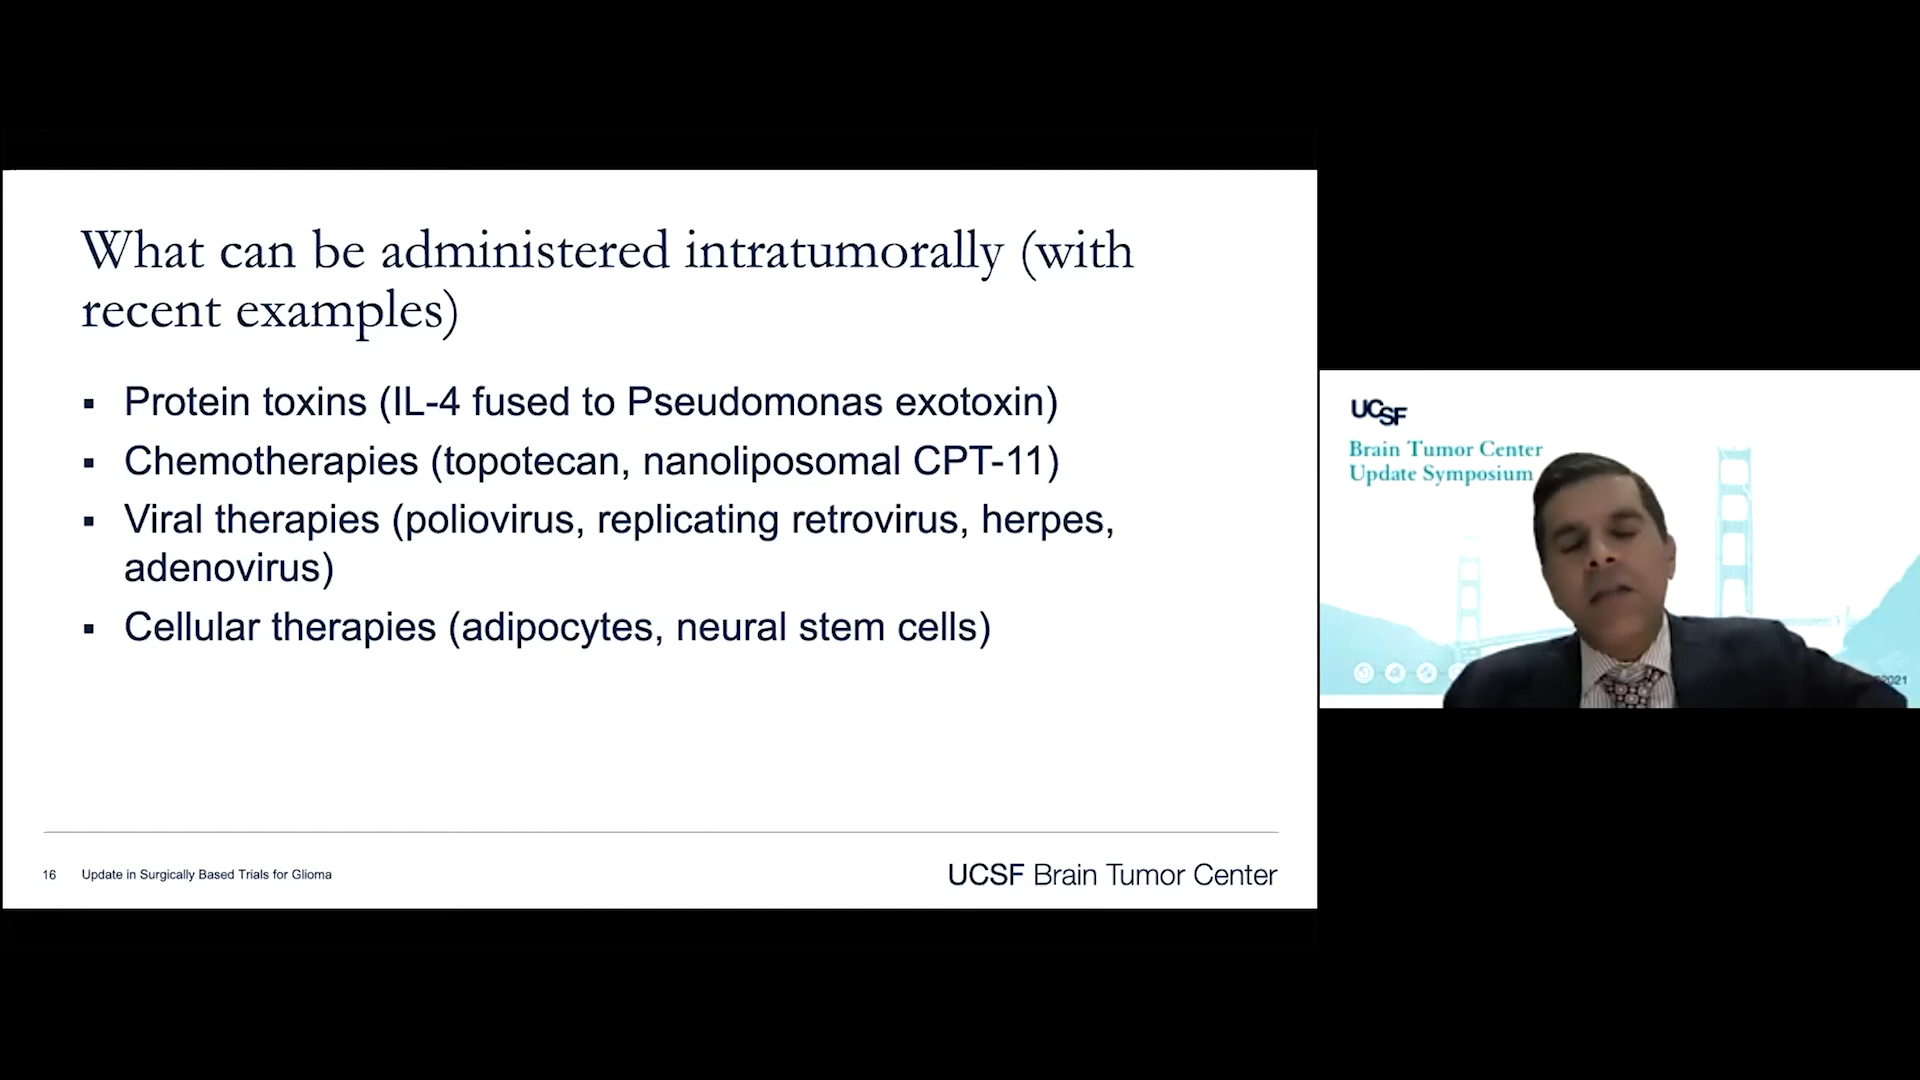 What can be administered intratumorally (with
recent examples)
▪ Protein toxins (IL-4 fused to Pseudomonas exotoxin)
▪ Chemotherapies (topotecan, nanoliposomal CPT-11)
▪ Viral therapies (poliovirus, replicating retrovirus, herpes,
adenovirus)
▪ Cellular therapies (adipocytes, neural stem cells)
16 Update in Surgically Based Trials for Glioma
UCSF Brain Tumor Center
UCSF
Brain Tumor Center
Update Symposium
2021